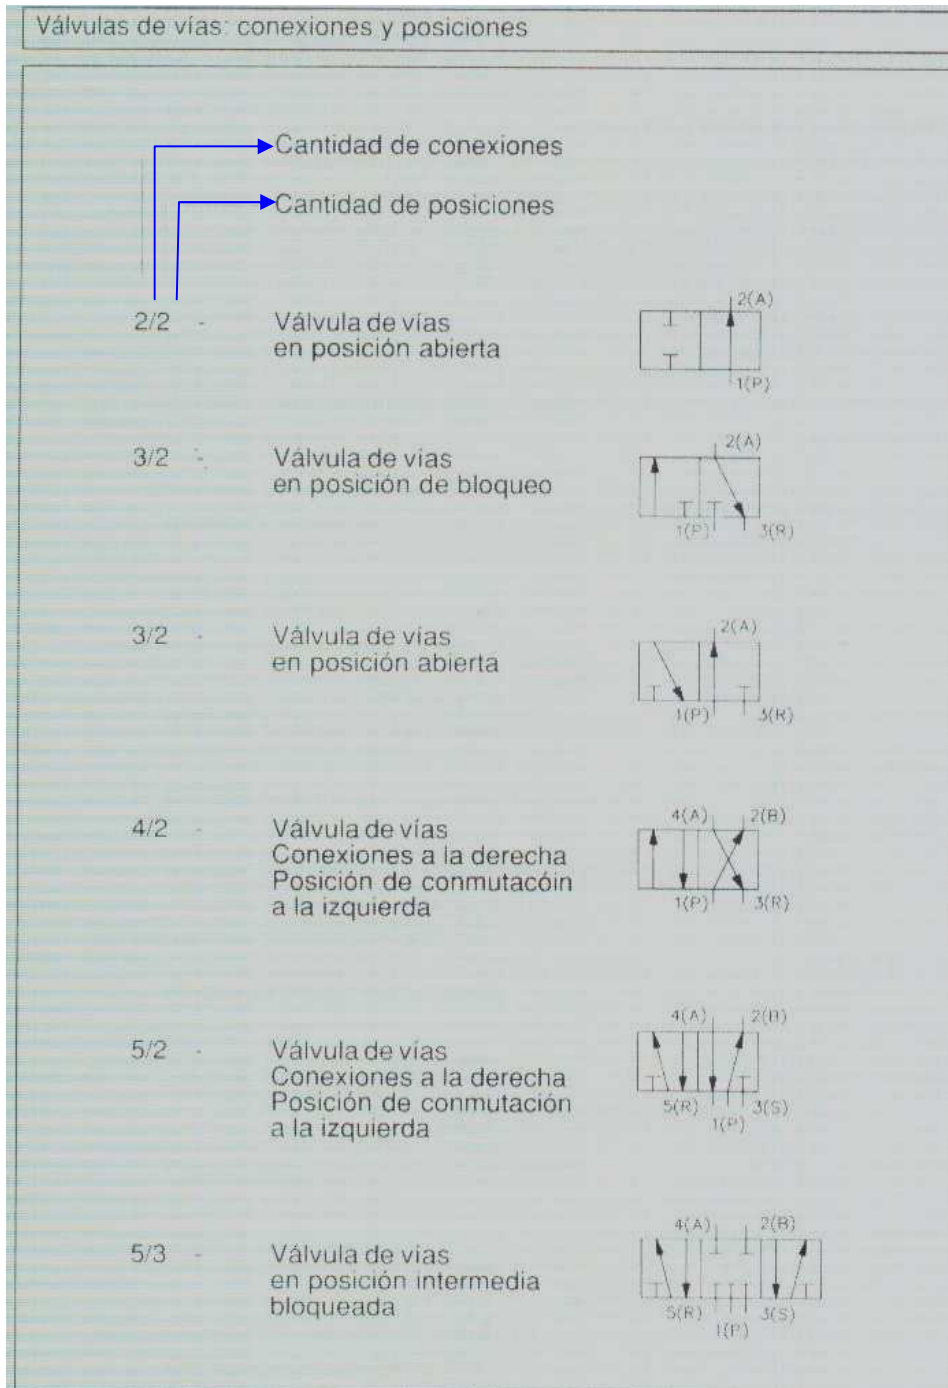 Válvulas de vías: conexiones y posiciones
Cantidad de conexiones
Cantidad de posiciones
2/2 - Válvula de vías
en posición abierta
2(A)
1(P)
3/2 - Válvula de vías
en posición de bloqueo
2(A)
1(P) 3(R)
3/2 - Válvula de vías
en posición abierta
2(A)
1(P) 3(R)
4/2 - Válvula de vías
Conexiones a la derecha
Posición de conmutacóin
a la izquierda
4(A) 2(B)
1(P) 3(R)
5/2 - Válvula de vías
Conexiones a la derecha
Posición de conmutación
a la izquierda
4(A) 2(B)
5(R) 3(S)
1(P)
5/3 - Válvula de vías
en posición intermedia
bloqueada
4(A) 2(B)
5(R) 3(S)
1(P)